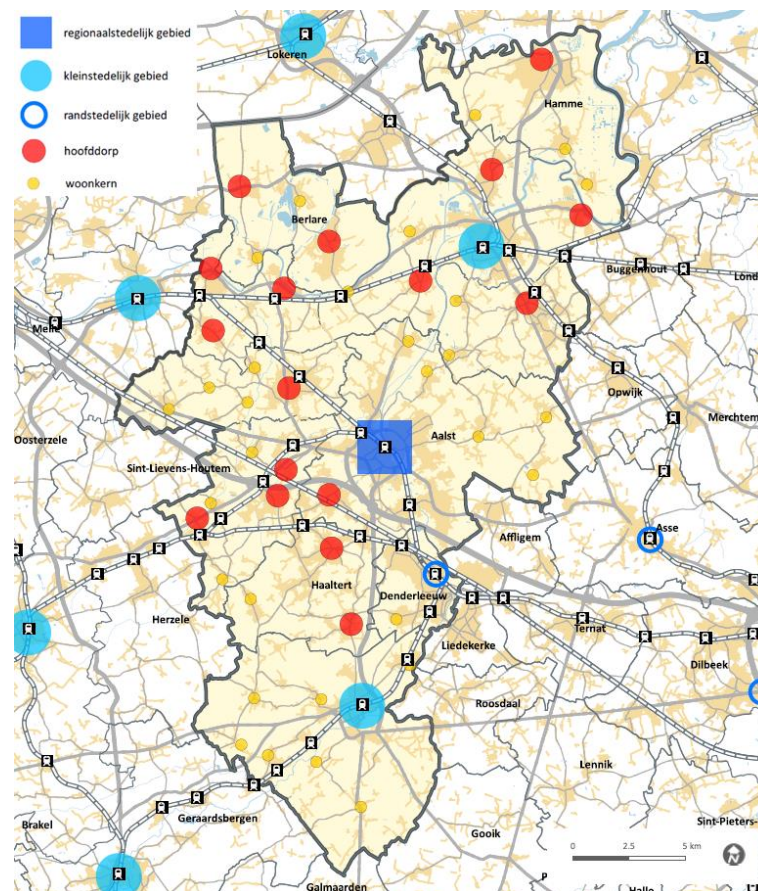 regionaalstedelijk gebied
kleinstedelijk gebied
randstedelijk gebied
hoofddorp
woonkern
Lokeren
Hamme
Berlare
Buggenhout
Lond
Melle
Opwijk
Merchtem
Oosterzele
Aalst
Sint-Lievens-Houtem
Asse
Affligem
Haaltert
Denderleeuw
Herzele
Liedekerke
Ternat
Dilbeek
Roosdaal
Lennik
Geraardsbergen
Brakel
Gooik
Sint-Pieters-
0 2.5 5 km
N
Galmaarden
P
Halle